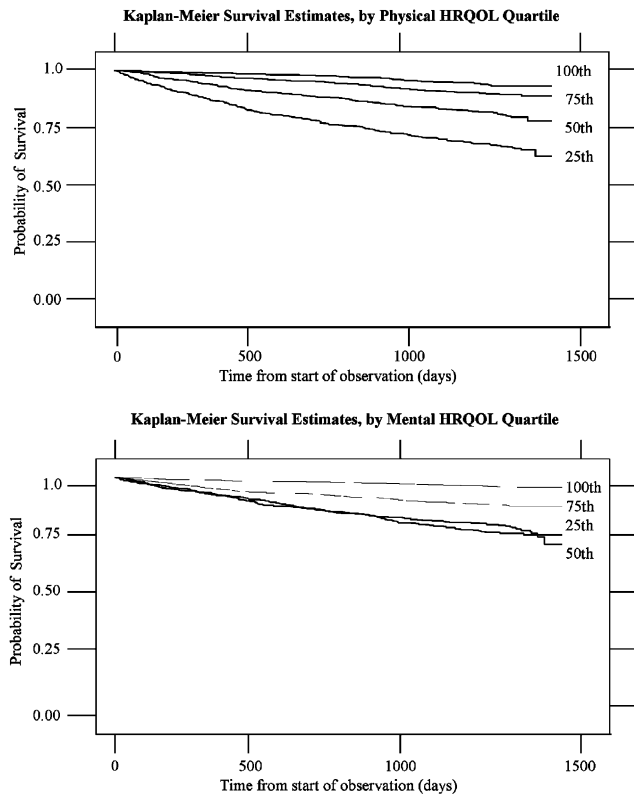 Kaplan-Meier Survival Estimates, by Physical HRQOL Quartile
Probability of Survival
1.0
0.75
0.50
0.25
0.00
100th
75th
50th
25th
0 500 1000 1500
Time from start of observation (days)
Kaplan-Meier Survival Estimates, by Mental HRQOL Quartile
Probability of Survival
1.0
0.75
0.50
0.25
0.00
100th
75th
25th
50th
0 500 1000 1500
Time from start of observation (days)